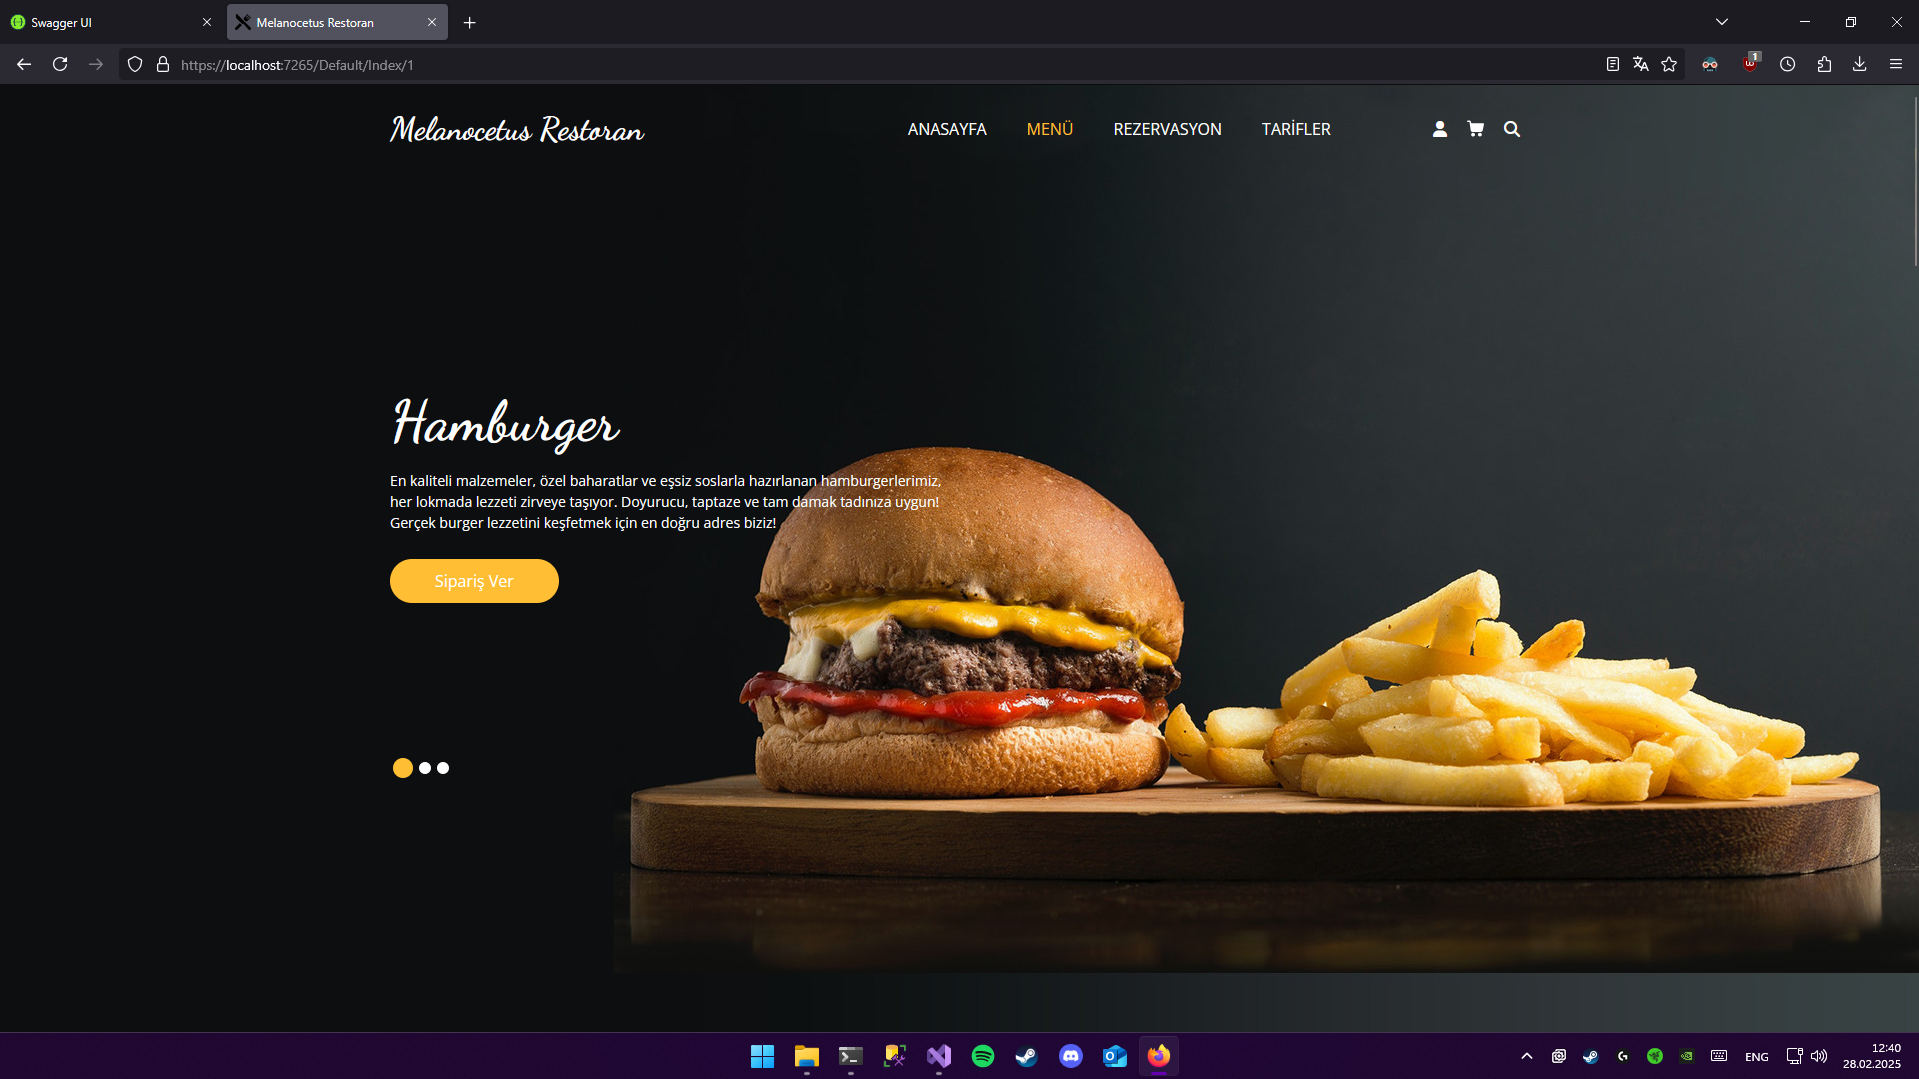 Swagger UI
Melanocetus Restoran
https://localhost:7265/Default/Index/1
1
Melanocetus Restoran
ANASAYFA
MENÜ
REZERVASYON
TARİFLER
Hamburger
En kaliteli malzemeler, özel baharatlar ve eşsiz soslarla hazırlanan hamburgerlerimiz,
her lokmada lezzeti zirveye taşıyor. Doyurucu, taptaze ve tam damak tadınıza uygun!
Gerçek burger lezzetini keşfetmek için en doğru adres biziz!
Sipariş Ver
ENG
12:40
28.02.2025